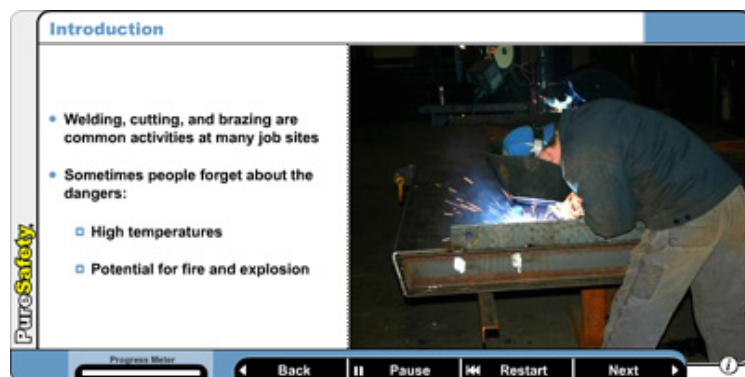 Introduction
Welding, cutting, and brazing are
common activities at many job sites
Sometimes people forget about the
dangers:
High temperatures
Potential for fire and explosion
PureSafety
Progress Meter
Back
Pause
Restart
Next
i